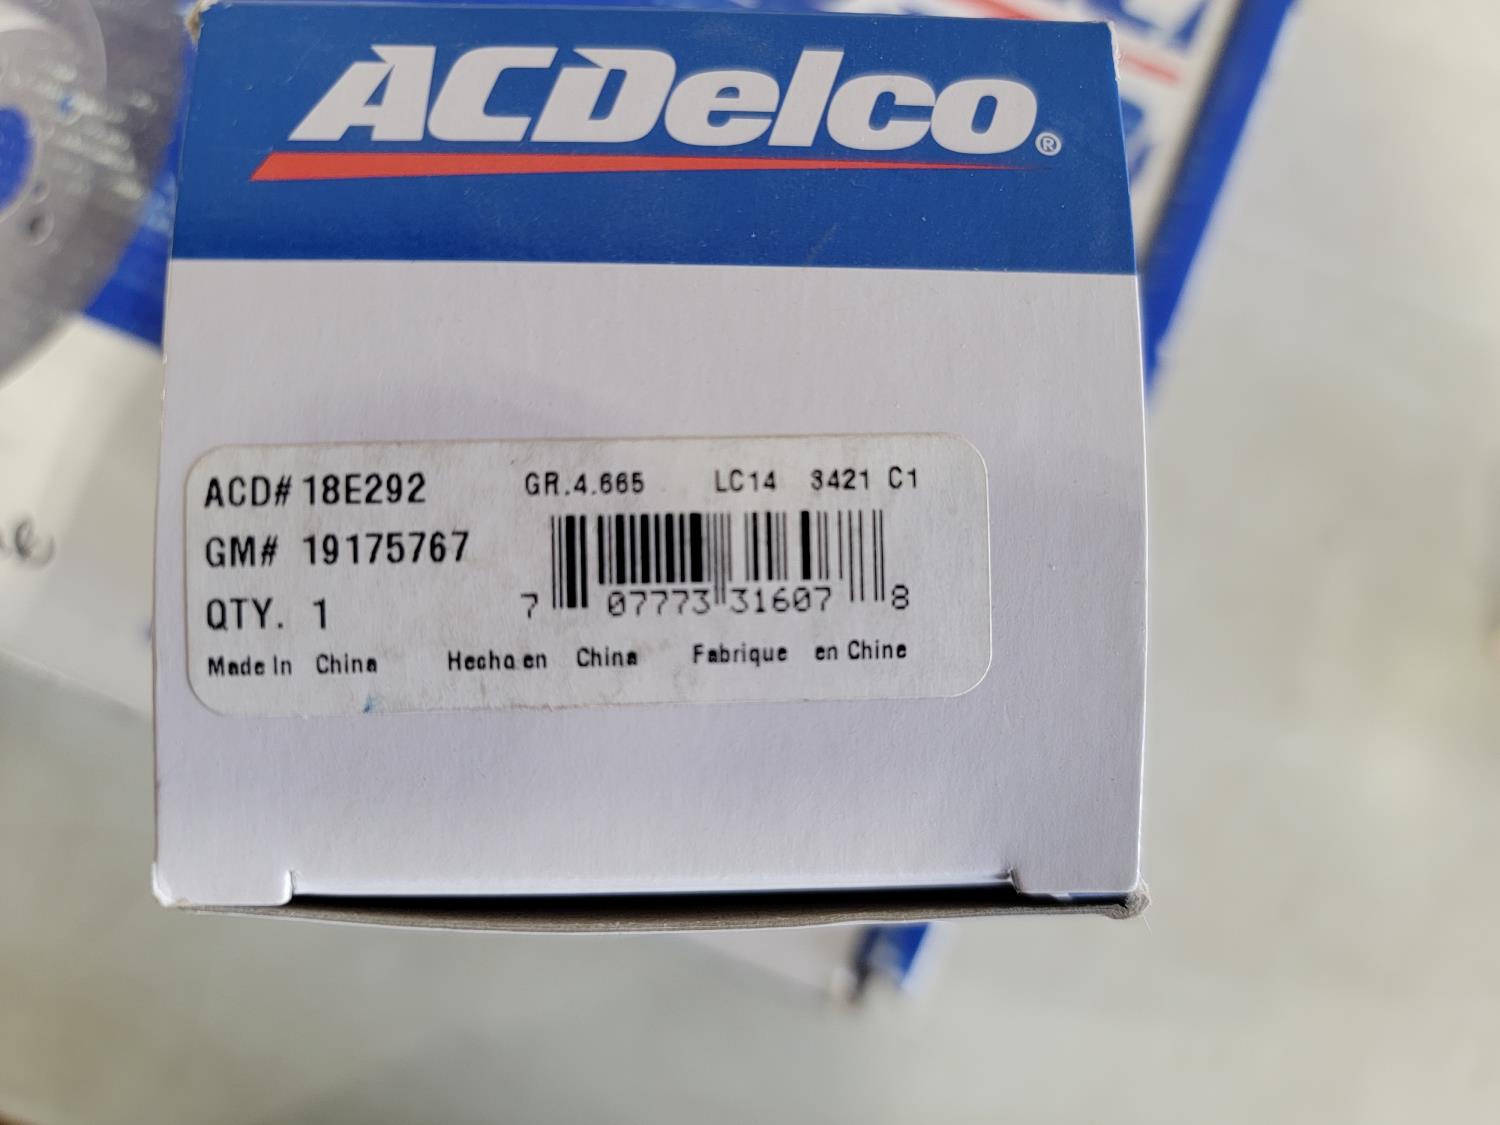 ACDelco®
ACD# 18E292 GR.4.665 LC14 3421 C1
GM# 19175767
QTY. 1 7 07773 31607 8
Made In China Hecho en China Fabrique en Chine